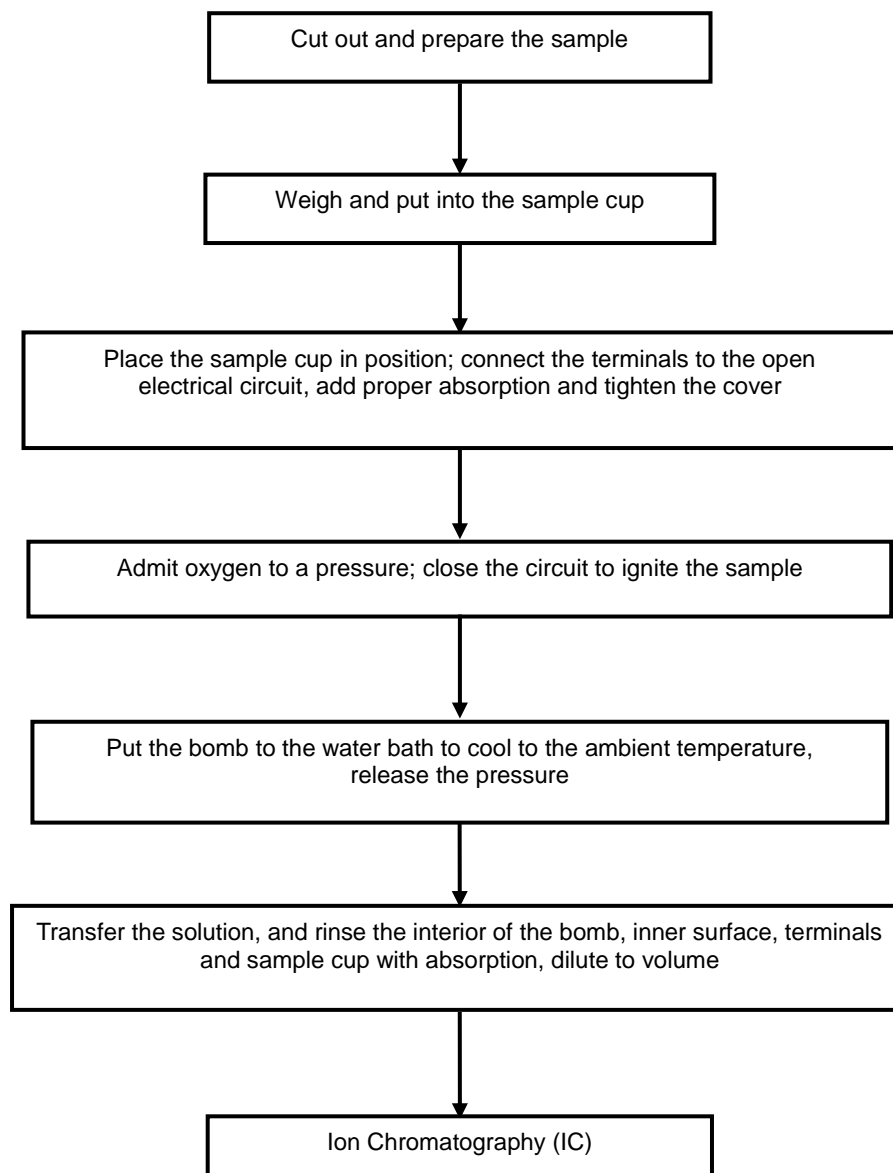 Cut out and prepare the sample
Weigh and put into the sample cup
Place the sample cup in position; connect the terminals to the open
electrical circuit, add proper absorption and tighten the cover
Admit oxygen to a pressure; close the circuit to ignite the sample
Put the bomb to the water bath to cool to the ambient temperature,
release the pressure
Transfer the solution, and rinse the interior of the bomb, inner surface, terminals
and sample cup with absorption, dilute to volume
Ion Chromatography (IC)